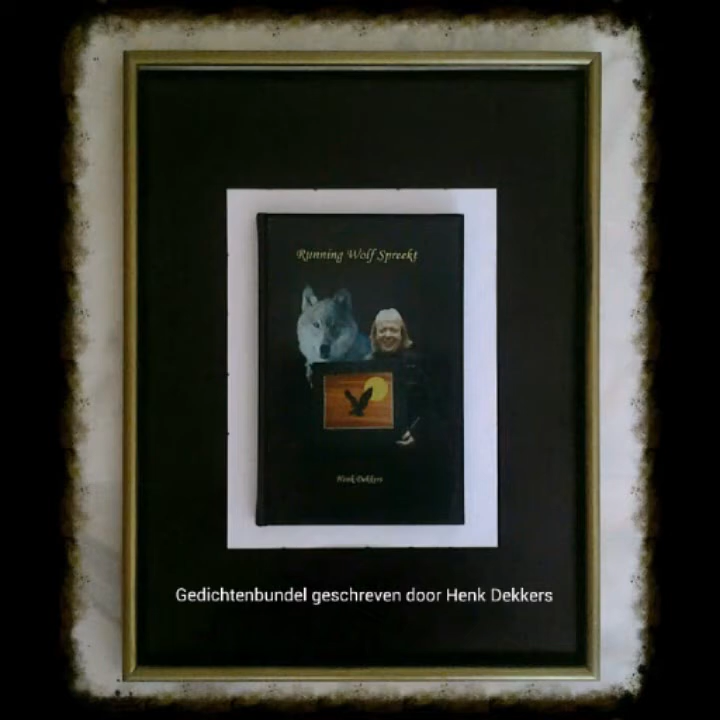 Running Wolf Spreekt
Henk Dekkers
Gedichtenbundel geschreven door Henk Dekkers